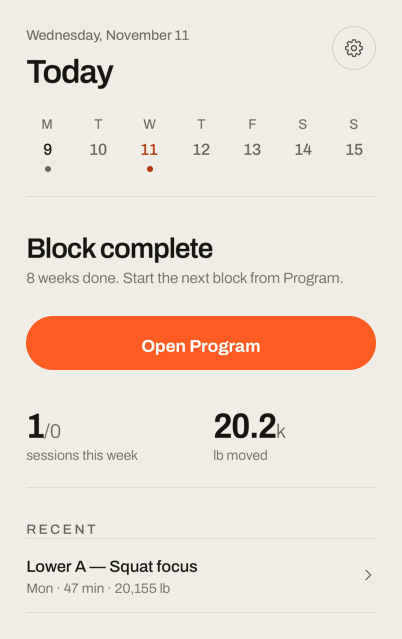 Wednesday, November 11
Today
M T W T F S S
9 10 11 12 13 14 15
Block complete
8 weeks done. Start the next block from Program.
Open Program
1/0 20.2k
sessions this week lb moved
RECENT
Lower A — Squat focus
Mon · 47 min · 20,155 lb